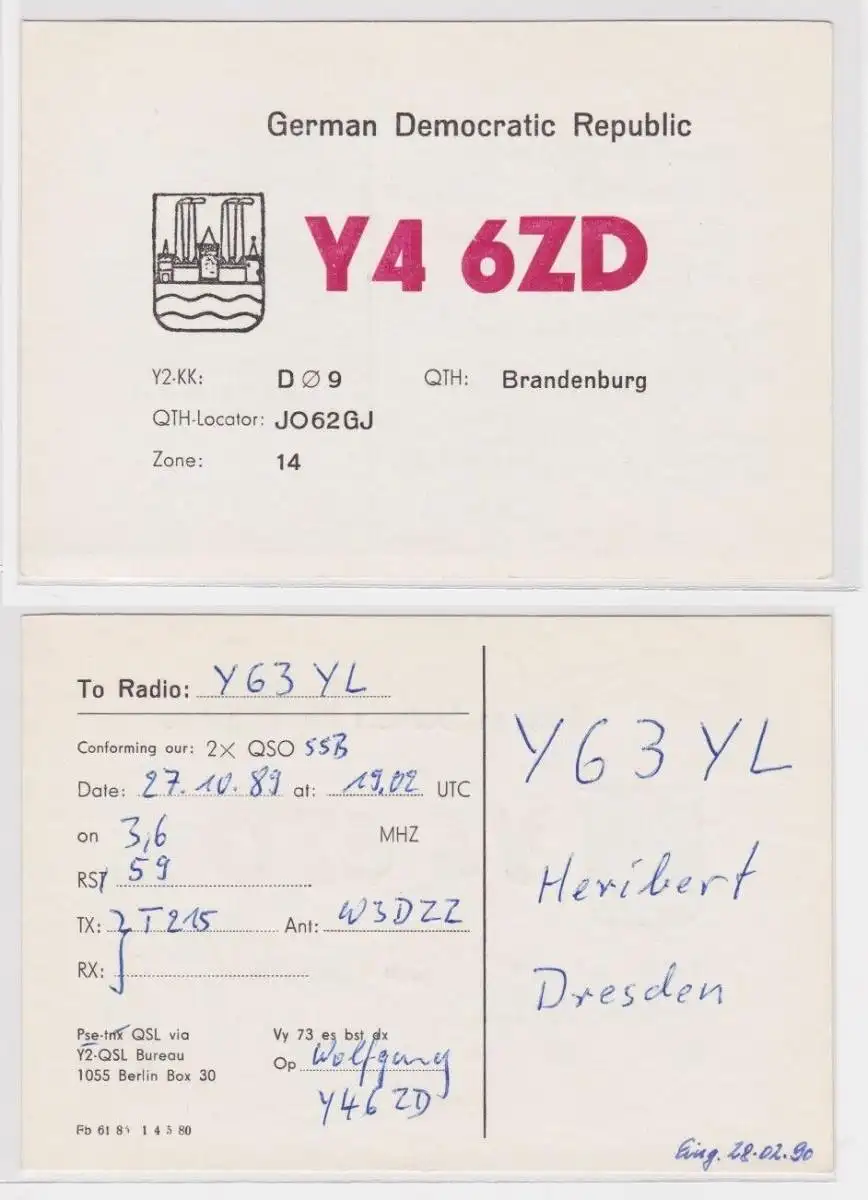 German Democratic Republic
Y4 6ZD
Y2-KK: DØ9 QTH: Brandenburg
QTH-Locator: JO62GJ
Zone: 14
To Radio: Y63YL
Conforming our: 2X QSO SSB
Date: 27.10.89 at: 19,02 UTC
on 3,6 MHZ
RST 59
TX: T215 Ant: W3DZZ
RX:
Pse-tnx QSL via
Y2-QSL Bureau
1055 Berlin Box 30
Vy 73 es bst dx
Op Wolfgang
Y46ZD
Y63YL
Heribert
Dresden
Eing. 28.02.90